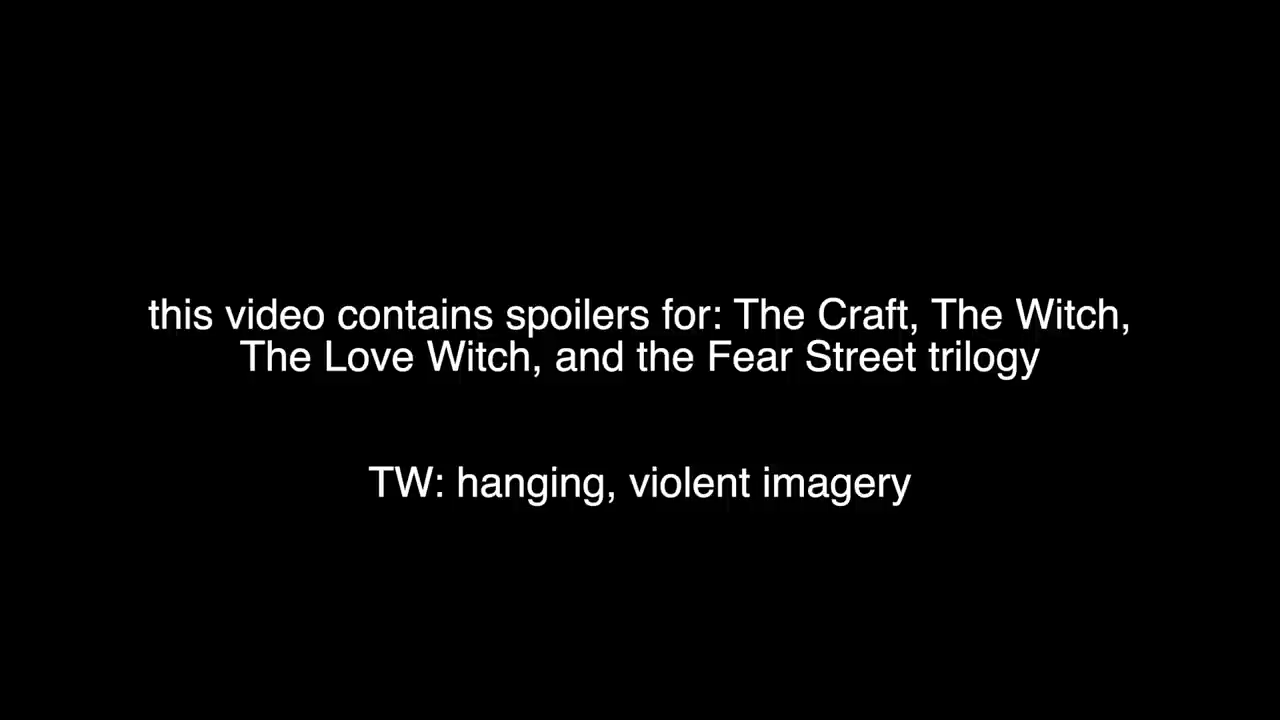 this video contains spoilers for: The Craft, The Witch,
The Love Witch, and the Fear Street trilogy
TW: hanging, violent imagery